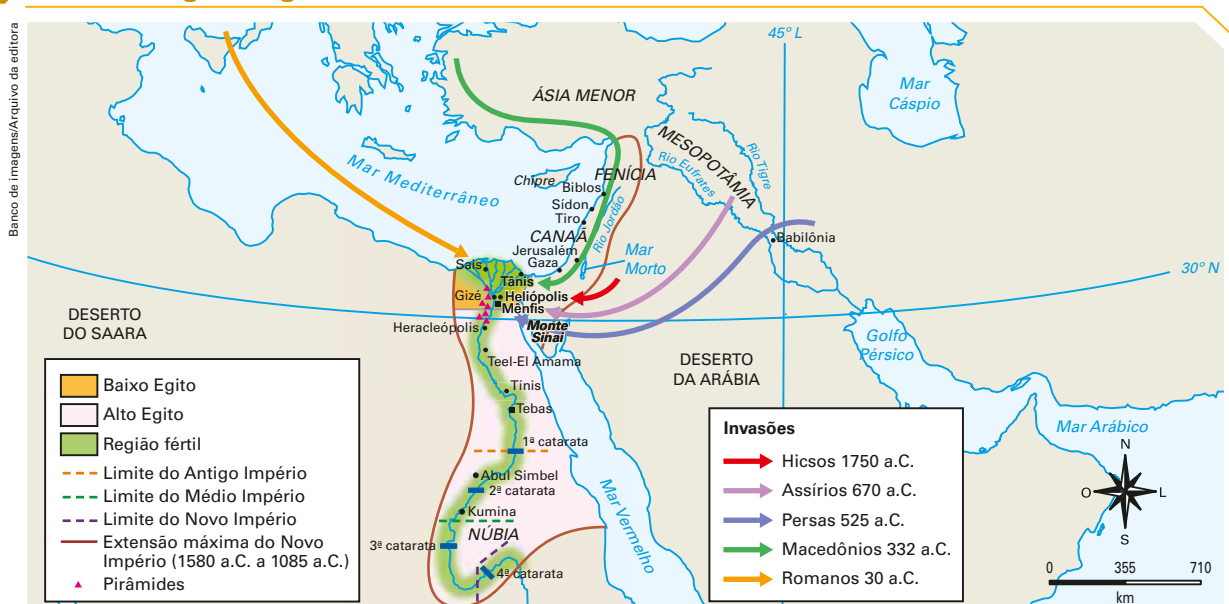 Banco de imagens/Arquivo da editora
45° L
Mar
Cáspio
ÁSIA MENOR
MESOPOTÂMIA
Rio Tigre
Rio Eufrates
Mar Mediterrâneo
Chipre
FENÍCIA
Biblos
Sídon
Tiro
Rio Jordão
CANAÃ
Jerusalém
Gaza
Mar
Morto
Babilônia
Sais
Tânis
30° N
Gizé
Heliópolis
Mênfis
DESERTO
DO SAARA
Heracleópolis
Monte
Sinai
Golfo
Pérsico
Teel-El Amama
DESERTO
DA ARÁBIA
Tínis
Tebas
1ª catarata
Mar Arábico
Abul Simbel
2ª catarata
Kumina
NÚBIA
3ª catarata
4ª catarata
Mar Vermelho
Baixo Egito
Alto Egito
Região fértil
Limite do Antigo Império
Limite do Médio Império
Limite do Novo Império
Extensão máxima do Novo
Império (1580 a.C. a 1085 a.C.)
Pirâmides
Invasões
Hicsos 1750 a.C.
Assírios 670 a.C.
Persas 525 a.C.
Macedônios 332 a.C.
Romanos 30 a.C.
N
O
L
S
0 355 710
km